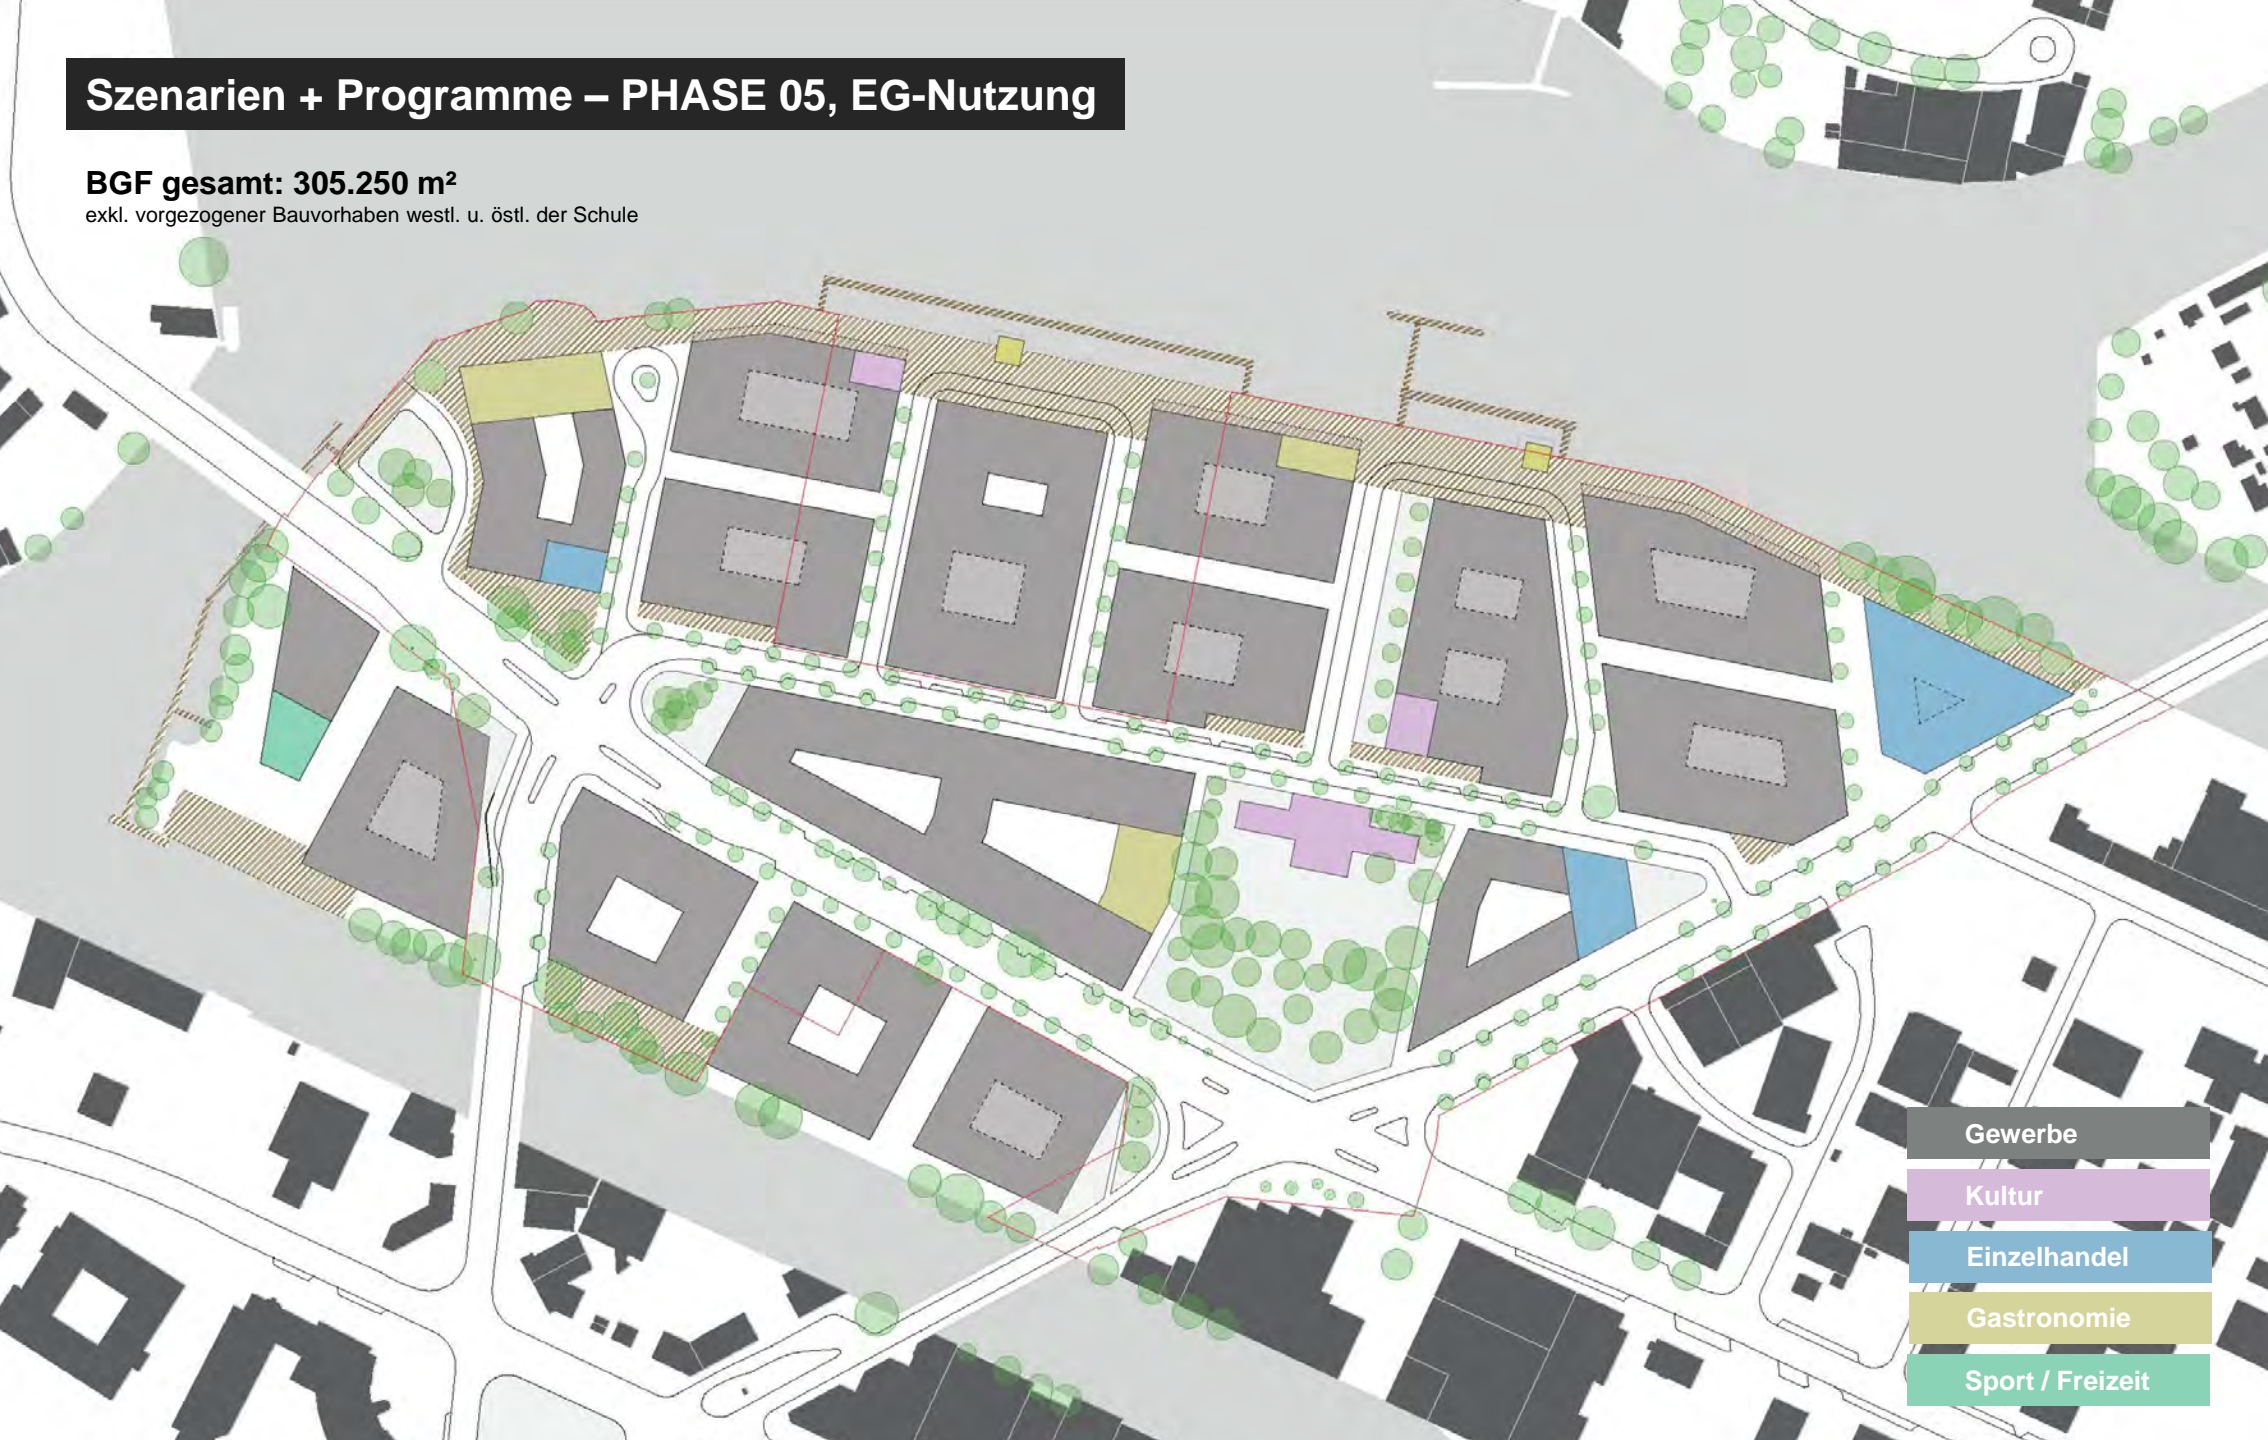 Szenarien + Programme – PHASE 05, EG-Nutzung
BGF gesamt: 305.250 m²
exkl. vorgezogener Bauvorhaben westl. u. östl. der Schule
Gewerbe
Kultur
Einzelhandel
Gastronomie
Sport / Freizeit